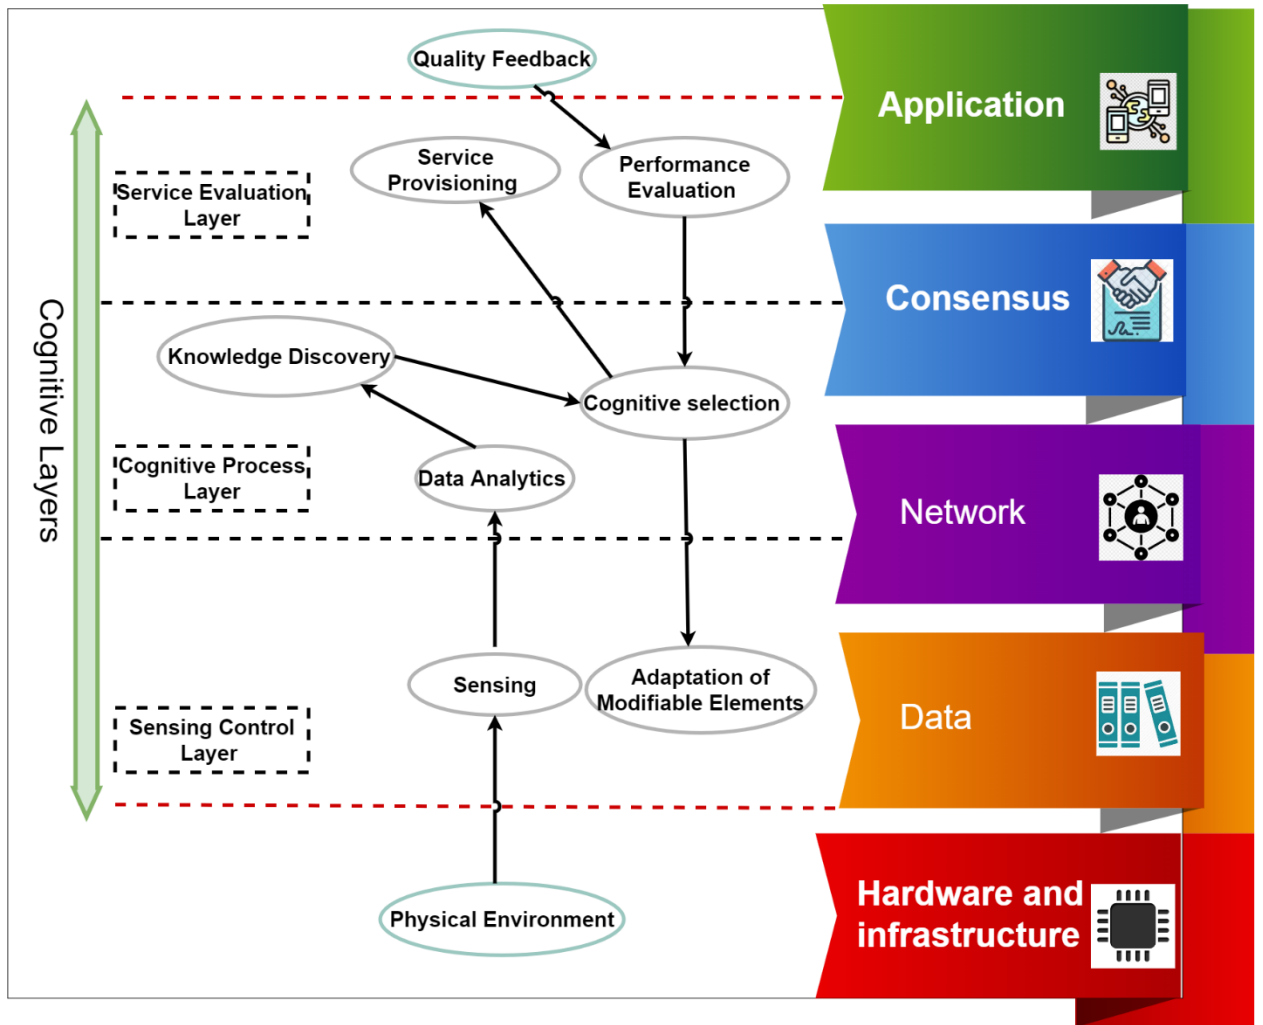 Quality Feedback
Application
Service
Provisioning
Performance
Evaluation
Service Evaluation
Layer
Consensus
Cognitive Layers
Knowledge Discovery
Cognitive selection
Cognitive Process
Layer
Data Analytics
Network
Sensing
Adaptation of
Modifiable Elements
Sensing Control
Layer
Data
Physical Environment
Hardware and
infrastructure